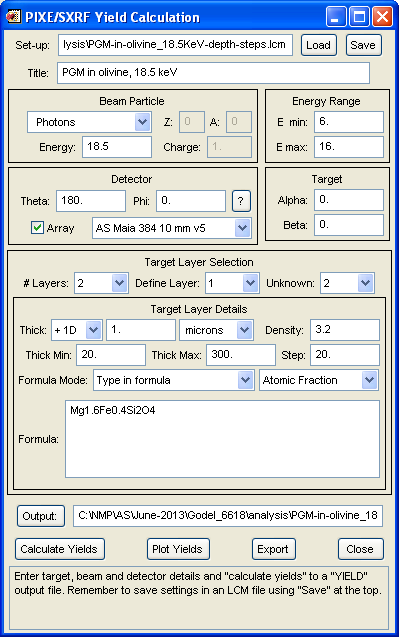 PIXE/SXRF Yield Calculation
Set-up: lysis\PGM-in-olivine_18.5KeV-depth-steps.lcm Load Save
Title: PGM in olivine, 18.5 keV
Beam Particle
Photons Z: 0 A: 0
Energy: 18.5 Charge: 1.
Energy Range
E min: 6.
E max: 16.
Detector
Theta: 180. Phi: 0. ?
Array AS Maia 384 10 mm v5
Target
Alpha: 0.
Beta: 0.
Target Layer Selection
# Layers: 2 Define Layer: 1 Unknown: 2
Target Layer Details
Thick: + 1D 1. microns Density: 3.2
Thick Min: 20. Thick Max: 300. Step: 20.
Formula Mode: Type in formula Atomic Fraction
Formula: Mg1.6Fe0.4Si2O4
Output: C:\NMP\AS\June-2013\Godel_6618\analysis\PGM-in-olivine_18
Calculate Yields Plot Yields Export Close
Enter target, beam and detector details and "calculate yields" to a "YIELD"
output file. Remember to save settings in an LCM file using "Save" at the top.